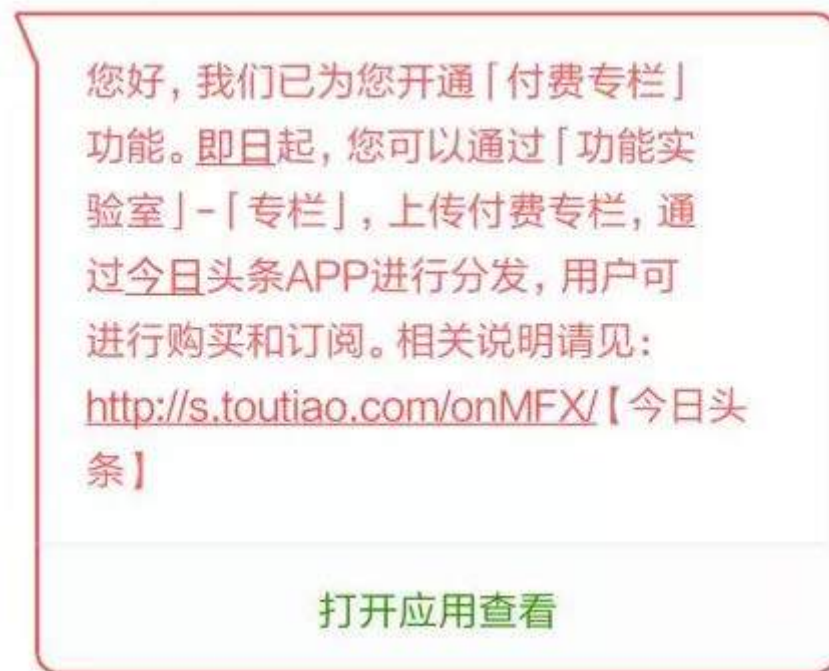 您好，我们已为您开通「付费专栏」
功能。即日起，您可以通过「功能实
验室」-「专栏」，上传付费专栏，通
过今日头条APP进行分发，用户可
进行购买和订阅。相关说明请见：
http://s.toutiao.com/onMFX/【今日头
条】
打开应用查看